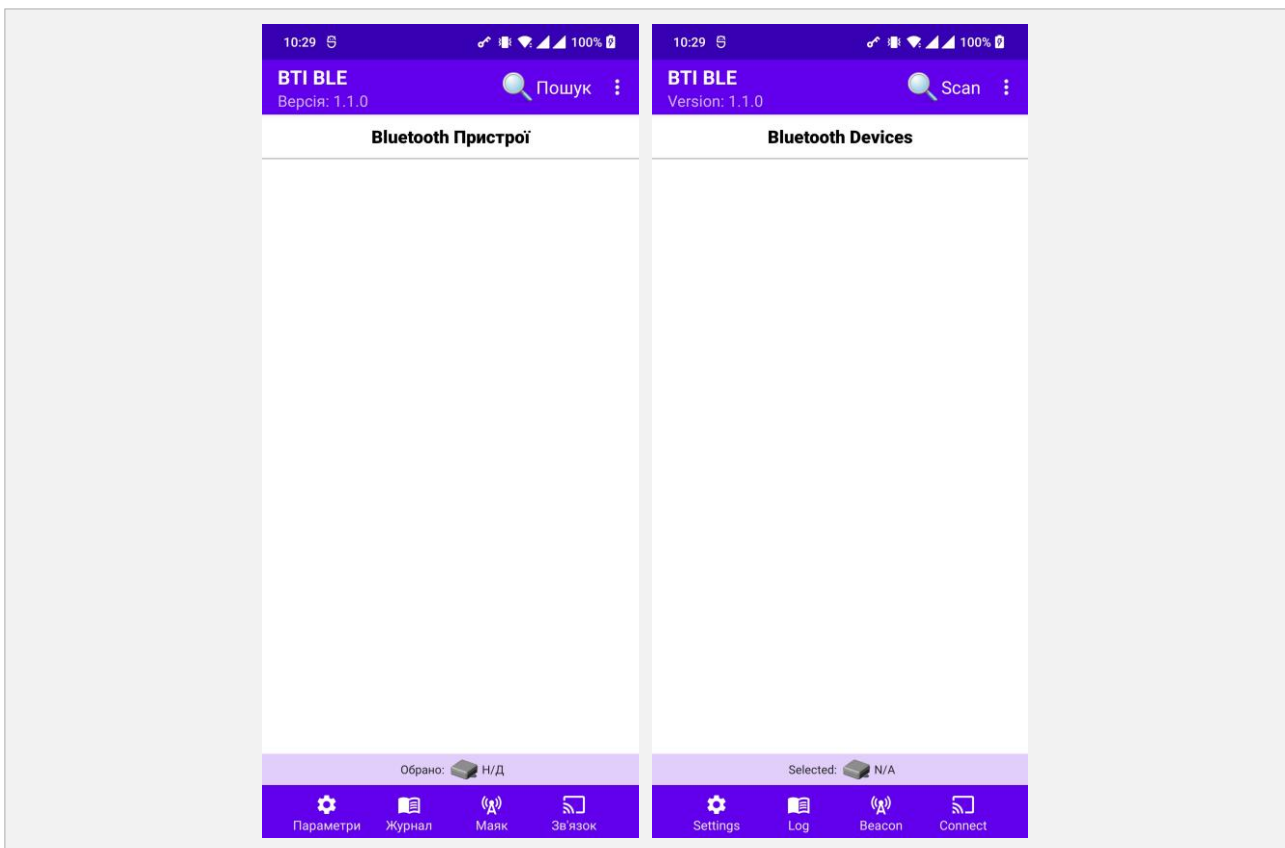 10:29 100%
BTI BLE
Пошук
Версія: 1.1.0
Bluetooth Пристрої
Обрано: Н/Д
Параметри Журнал Маяк Зв'язок
10:29 100%
BTI BLE
Scan
Version: 1.1.0
Bluetooth Devices
Selected: N/A
Settings Log Beacon Connect